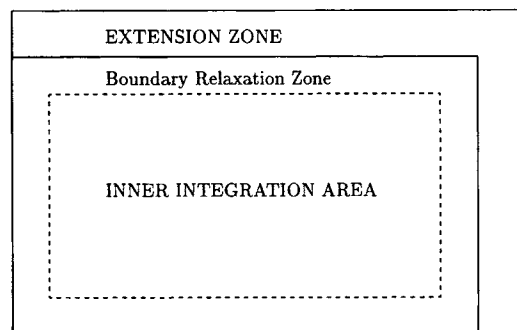 EXTENSION ZONE
Boundary Relaxation Zone
INNER INTEGRATION AREA